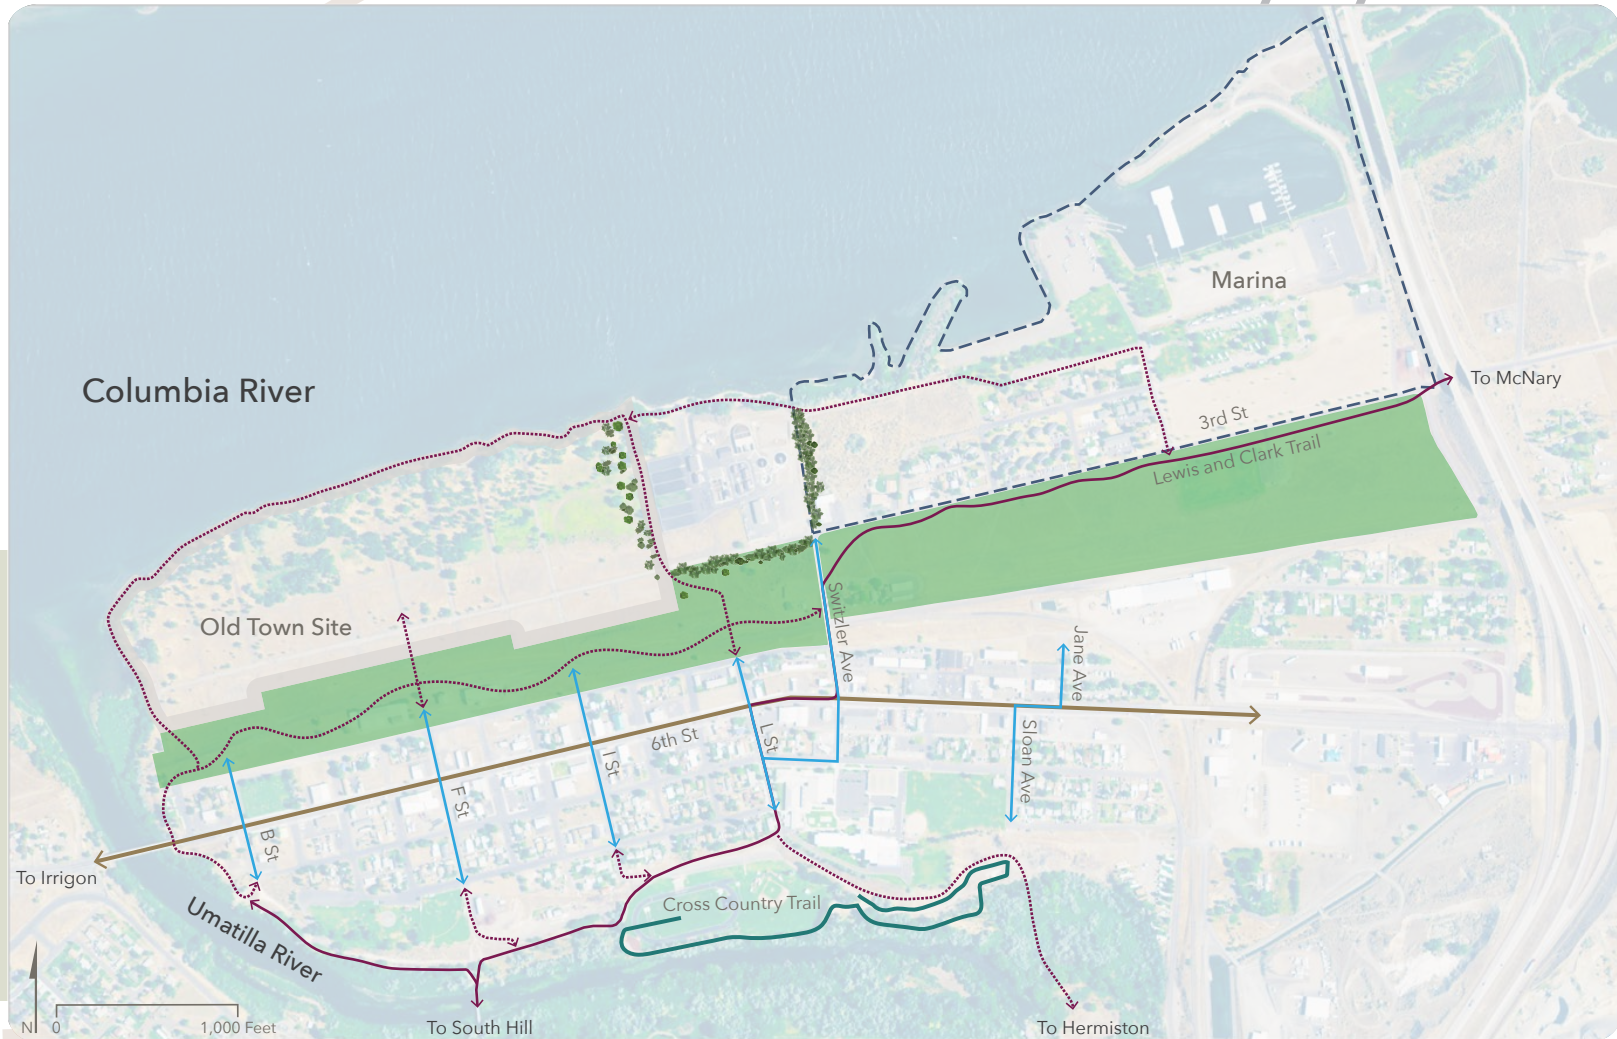 Marina
To McNary
Columbia River
3rd St
Lewis and Clark Trail
Old Town Site
Switzler Ave
Jane Ave
6th St
L St
I St
Sloan Ave
F St
B St
To Irrigon
Cross Country Trail
Umatilla River
N
0
1,000 Feet
To South Hill
To Hermiston